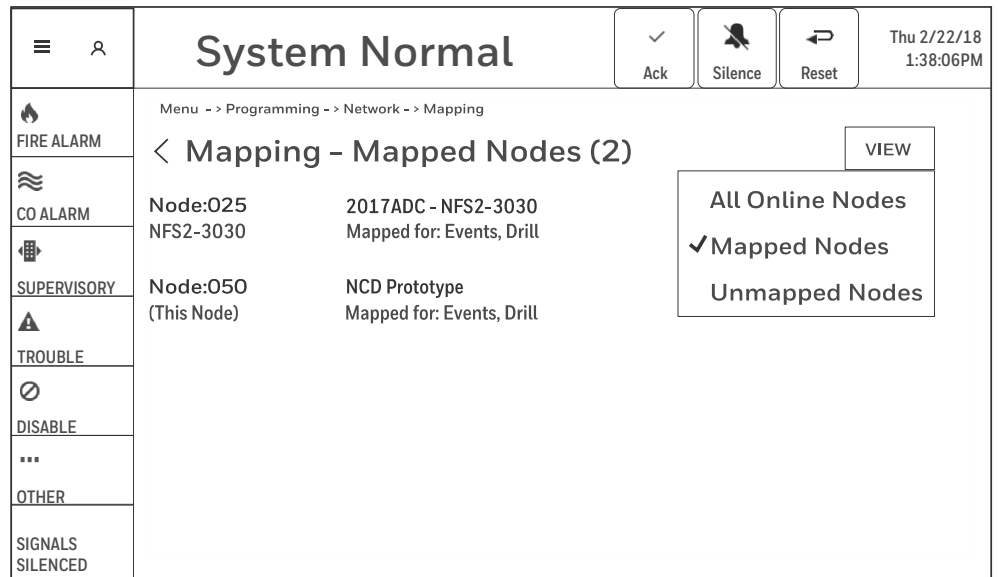 System Normal
Ack
Silence
Reset
Thu 2/22/18
1:38:06PM
Menu -> Programming -> Network -> Mapping
Mapping - Mapped Nodes (2)
VIEW
All Online Nodes
Mapped Nodes
Unmapped Nodes
Node:025
2017ADC - NFS2-3030
NFS2-3030
Mapped for: Events, Drill
Node:050
NCD Prototype
(This Node)
Mapped for: Events, Drill
FIRE ALARM
CO ALARM
SUPERVISORY
TROUBLE
DISABLE
OTHER
SIGNALS
SILENCED